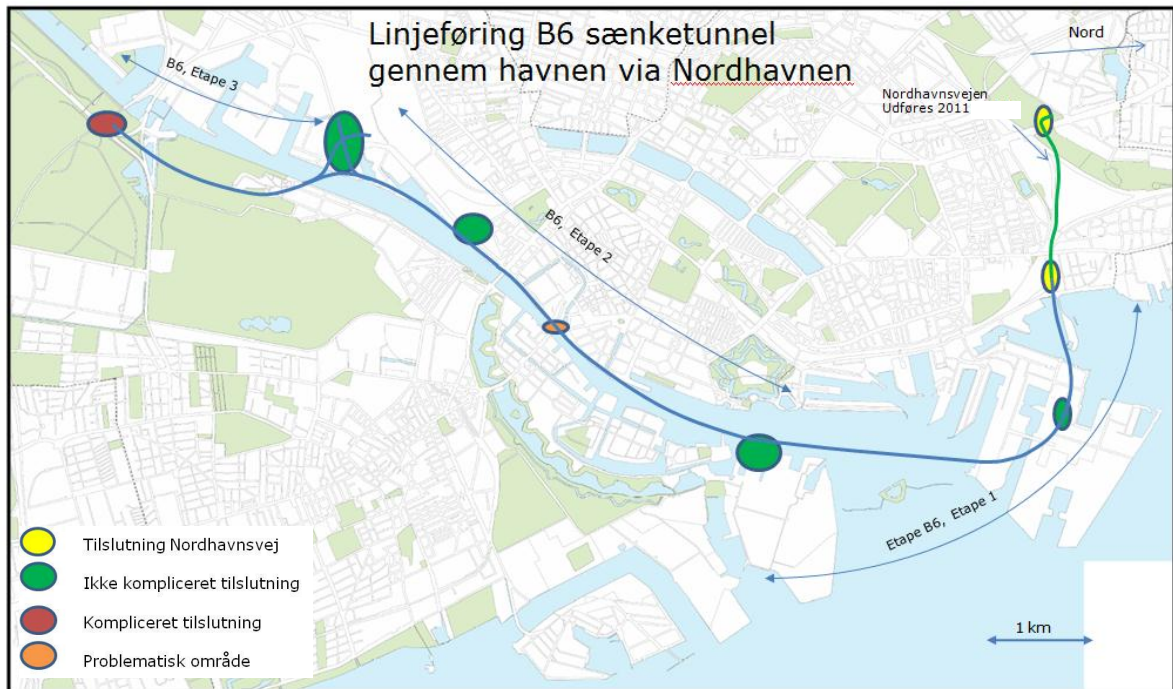 Linjeføring B6 sænketunnel
gennem havnen via Nordhavnen
Nord
B6, Etape 3
Nordhavnsvejen
Udføres 2011
B6, Etape 2
Etape B6, Etape 1
Tilslutning Nordhavnsvej
Ikke kompliceret tilslutning
Kompliceret tilslutning
Problematisk område
1 km